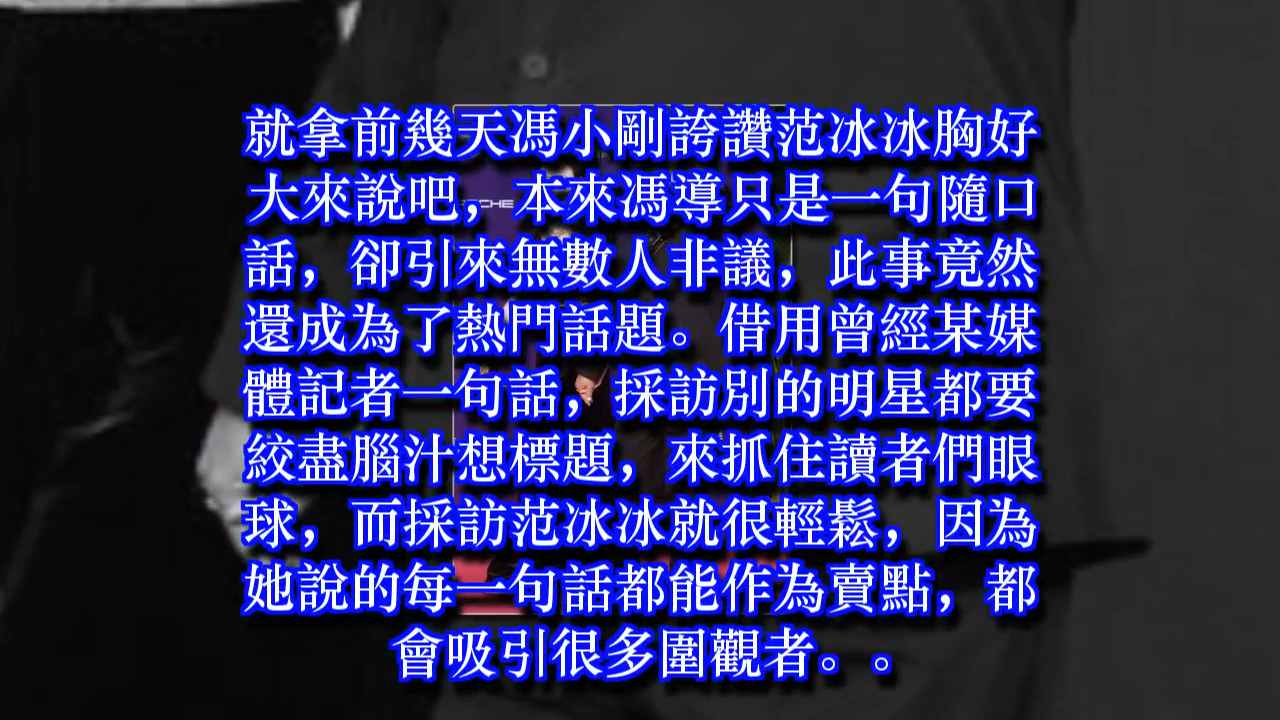 就拿前幾天馮小剛誇讚范冰冰胸好
大來說吧，本來馮導只是一句隨口
話，卻引來無數人非議，此事竟然
還成為了熱門話題。借用曾經某媒
體記者一句話，採訪別的明星都要
絞盡腦汁想標題，來抓住讀者們眼
球，而採訪范冰冰就很輕鬆，因為
她說的每一句話都能作為賣點，都
會吸引很多圍觀者。。